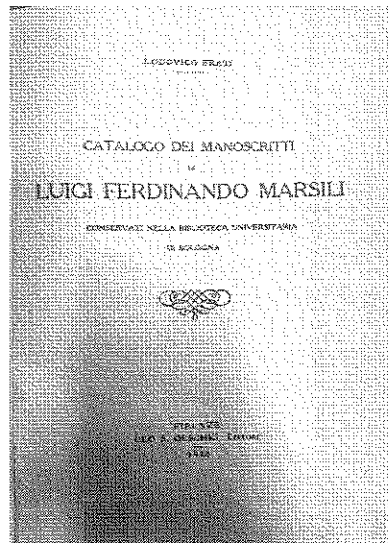 LODOVICO FRATI
CATALOGO DEI MANOSCRITTI
DI
LUIGI FERDINANDO MARSILI
CONSERVATI NELLA BIBLIOTECA UNIVERSITARIA
DI BOLOGNA
FIRENZE
LEO S. OLSCHKI, EDITORE